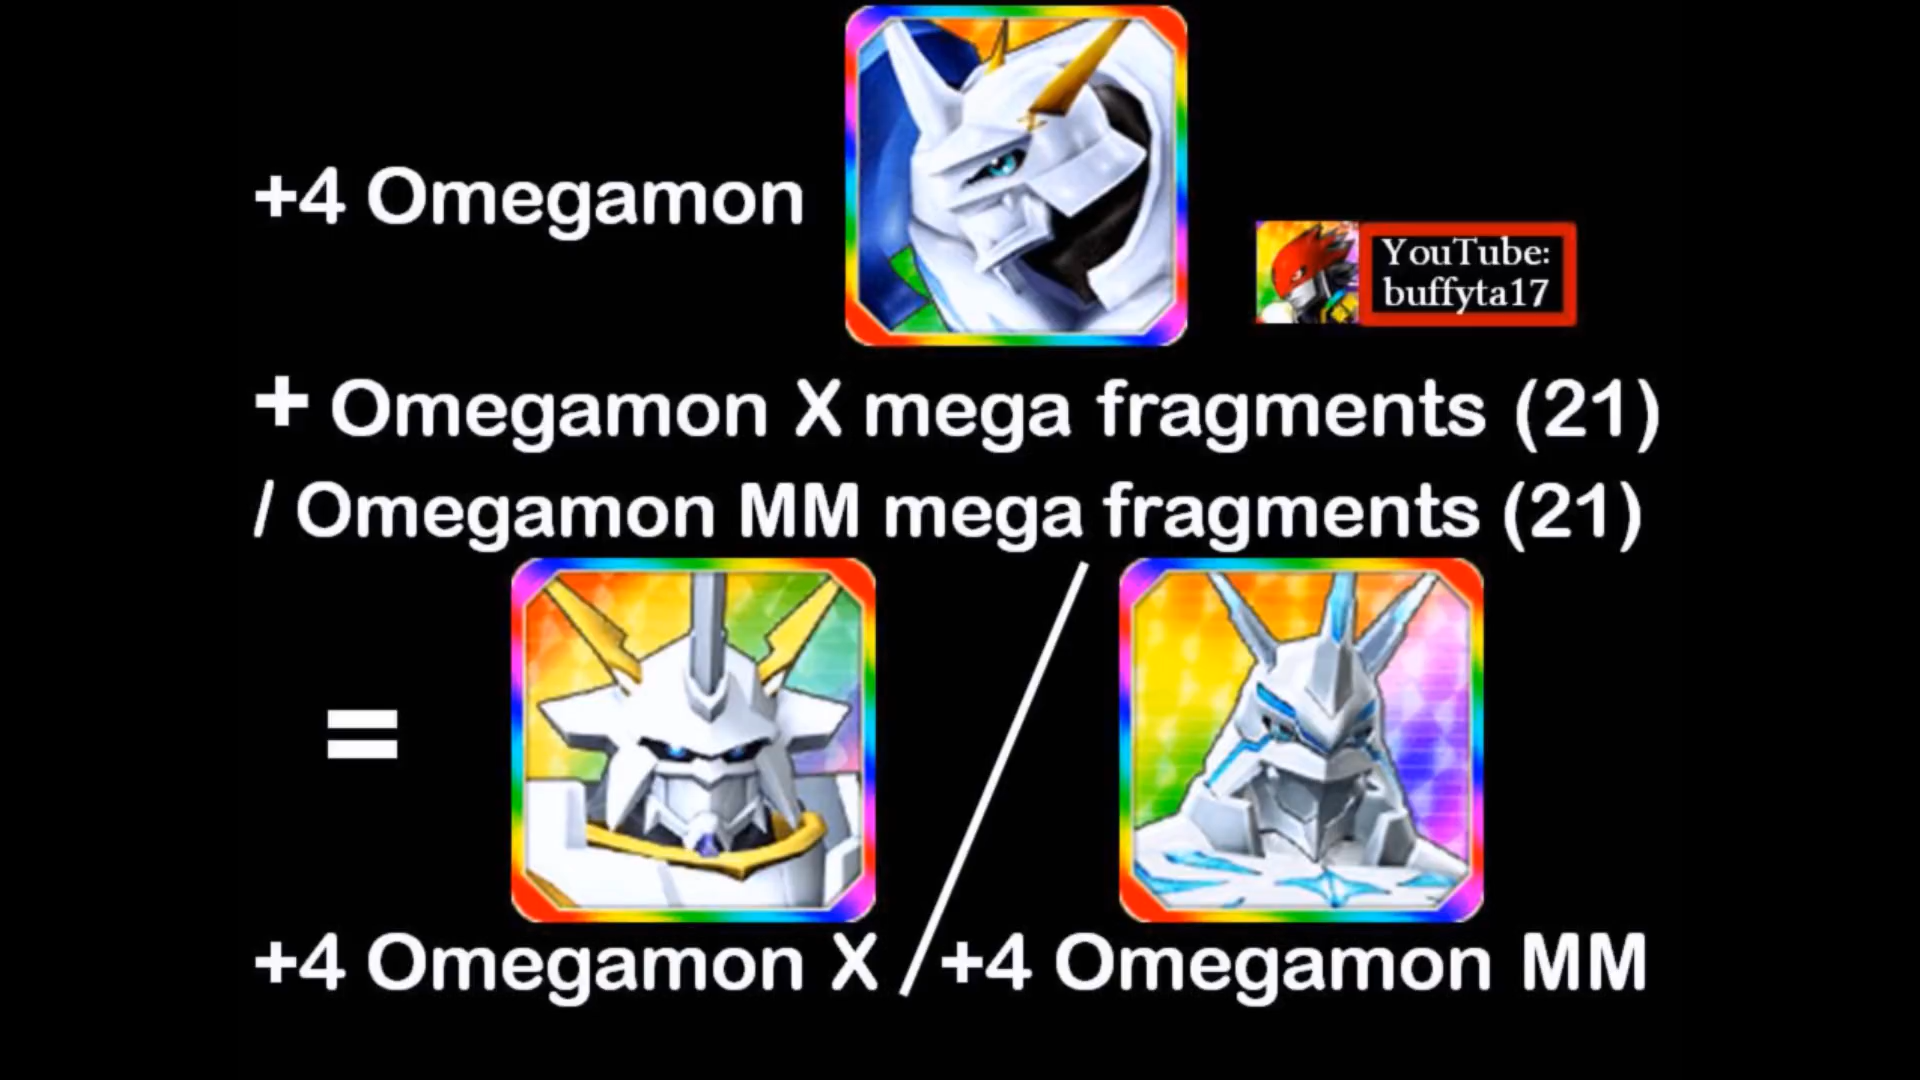 +4 Omegamon
YouTube:
buffyta17
+ Omegamon X mega fragments (21)
/ Omegamon MM mega fragments (21)
=
/
+4 Omegamon X
+4 Omegamon MM